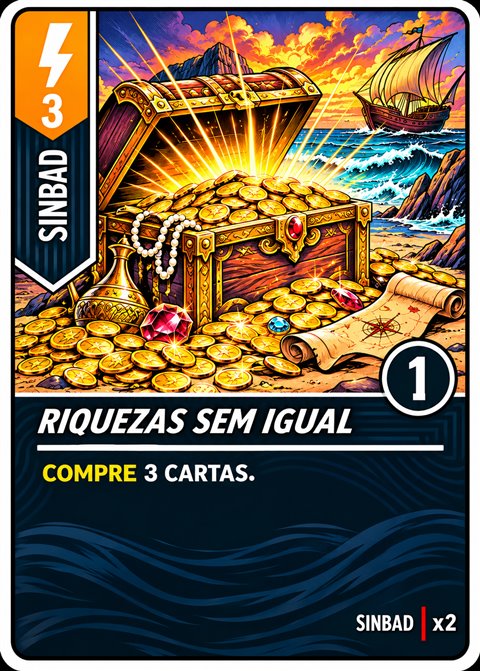 3
SINBAD
1
RIQUEZAS SEM IGUAL
COMPRE 3 CARTAS.
SINBAD | x2